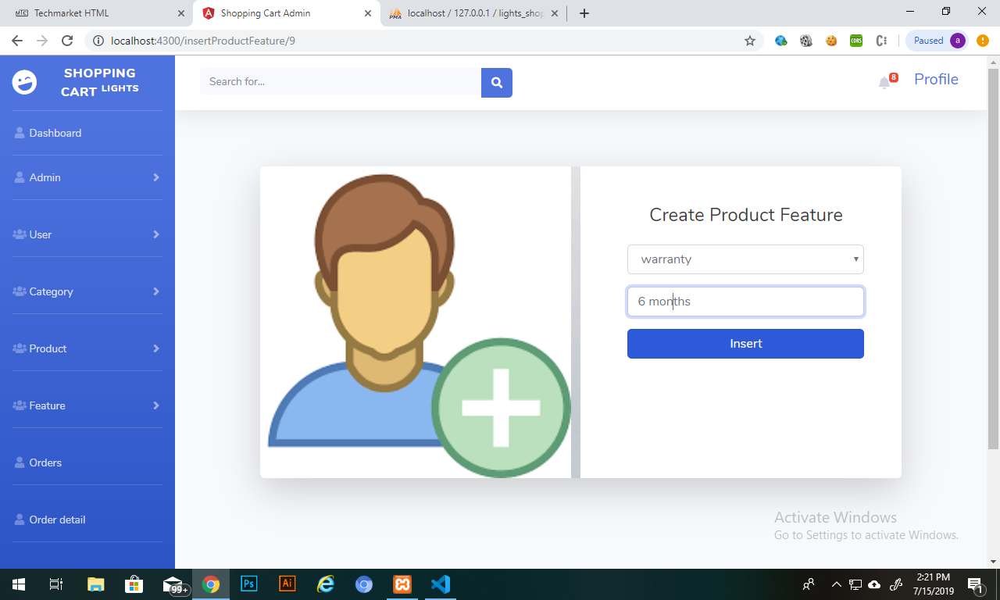 Techmarket HTML
Shopping Cart Admin
localhost / 127.0.0.1 / lights_shop
localhost:4300/insertProductFeature/9
CORS
Paused
a
SHOPPING
CART LIGHTS
Search for...
8
Profile
Dashboard
Admin
User
Category
Product
Feature
Orders
Order detail
Create Product Feature
warranty
6 months
Insert
Activate Windows
Go to Settings to activate Windows.
99+
Ps
Ai
2:21 PM
7/15/2019
1